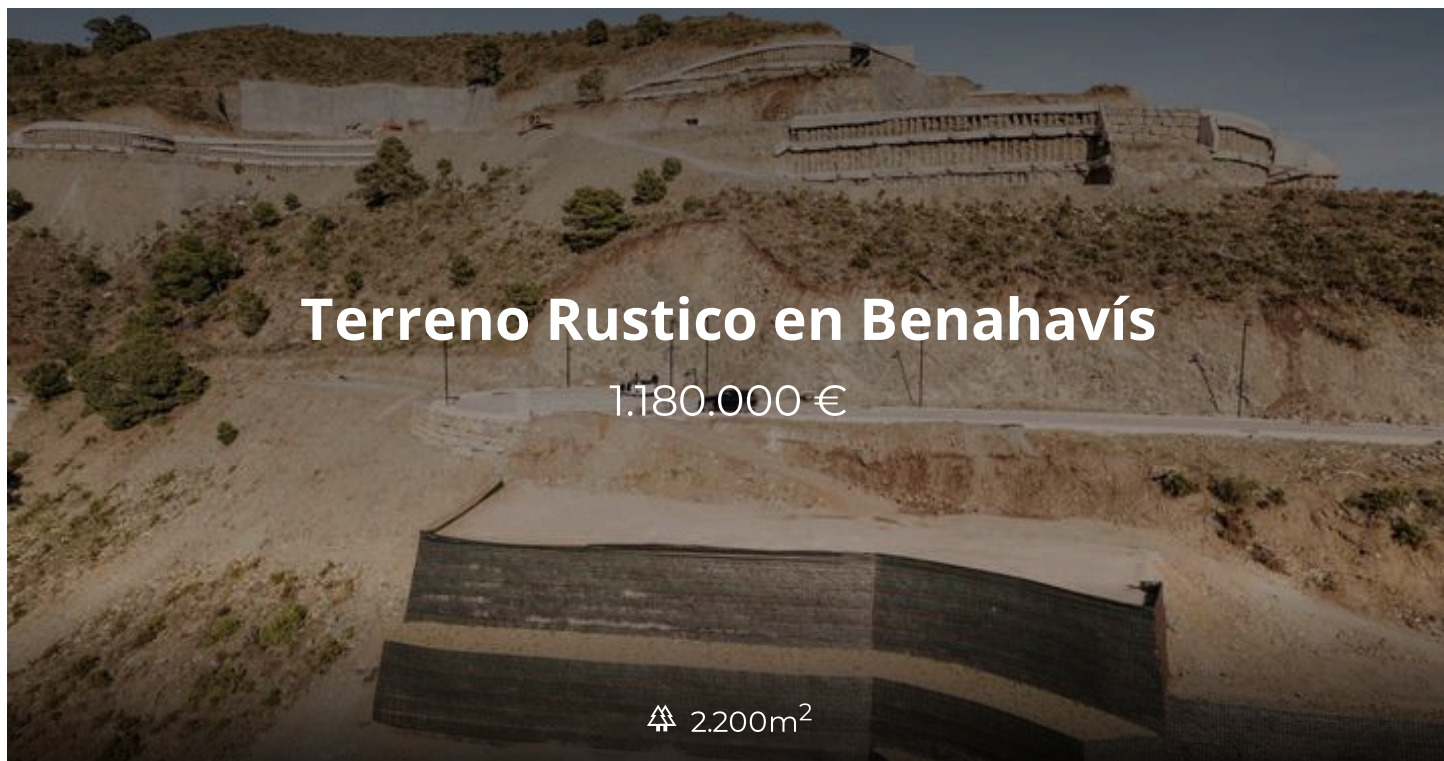 Terreno Rustico en Benahavís
1.180.000 €
2.200m²